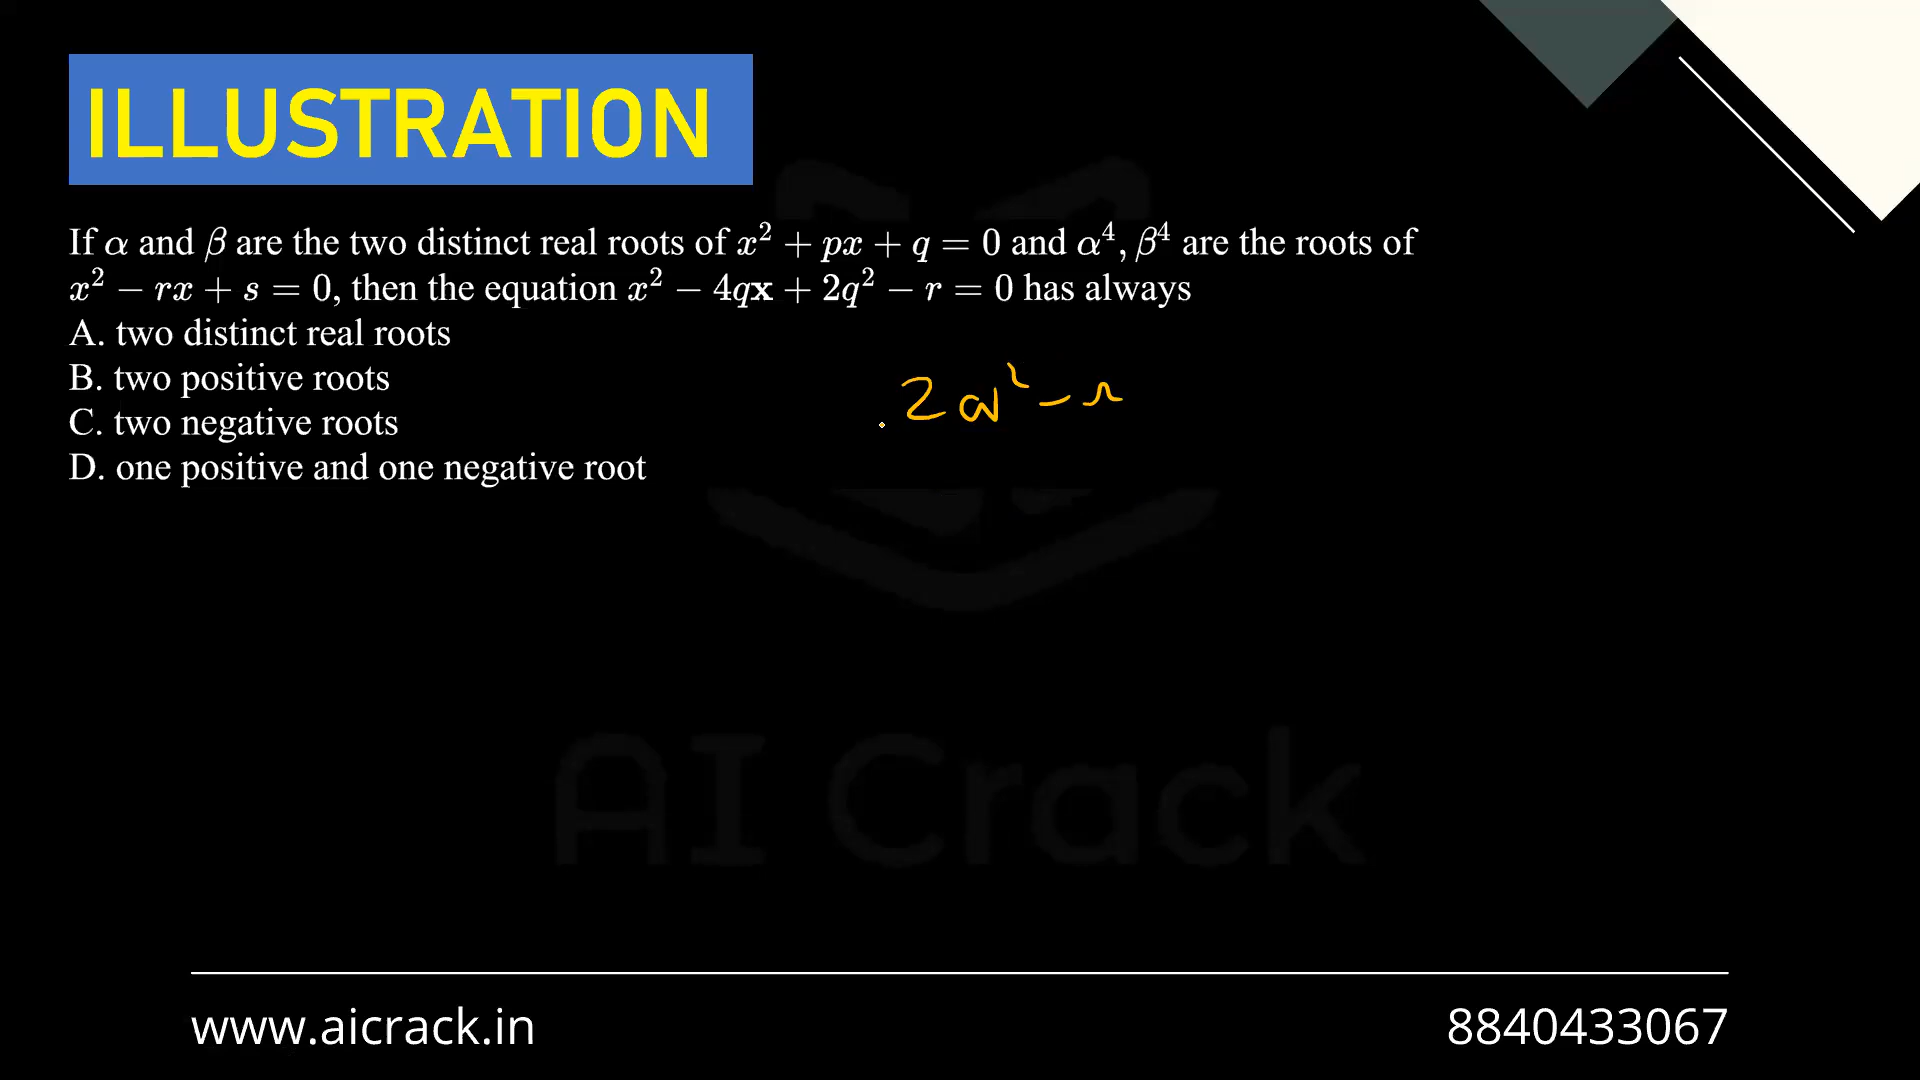 ILLUSTRATION
If α and β are the two distinct real roots of x² + px + q = 0 and α⁴, β⁴ are the roots of
x² − rx + s = 0, then the equation x² − 4qx + 2q² − r = 0 has always
A. two distinct real roots
B. two positive roots
2q² − r
C. two negative roots
D. one positive and one negative root
AI Crack
www.aicrack.in
8840433067